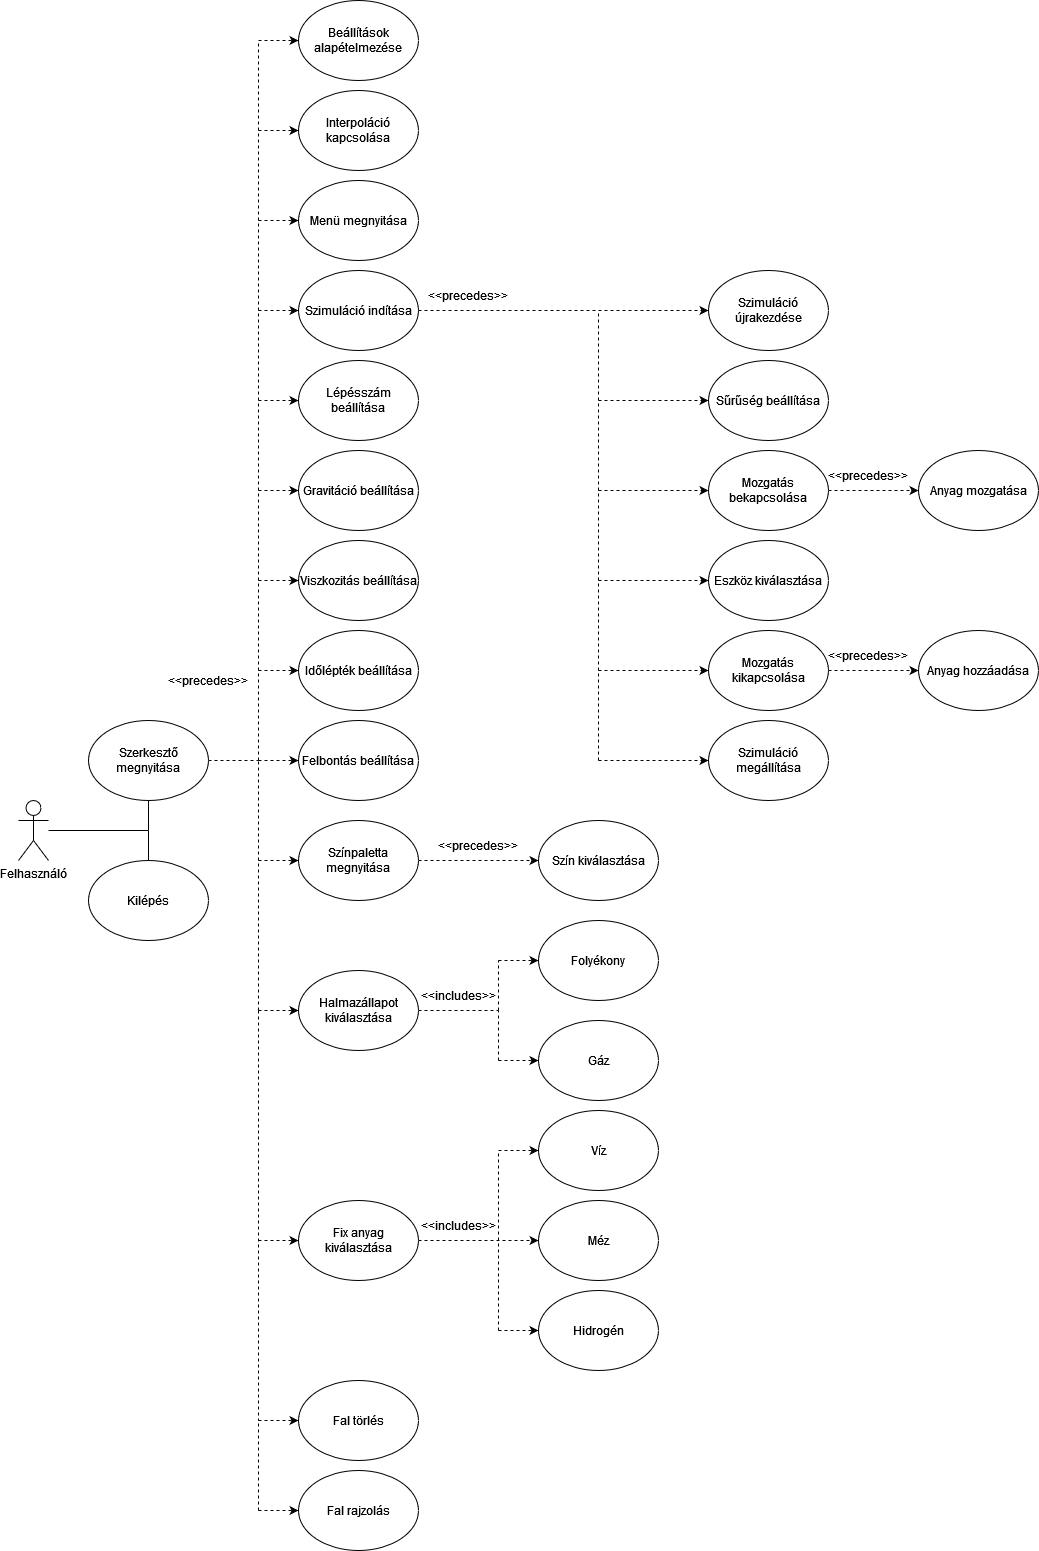 Beállítások
alapételmezése
Interpoláció
kapcsolása
Menü megnyitása
Szimuláció indítása
<<precedes>>
Szimuláció
újrakezdése
Lépésszám
beállítása
Sűrűség beállítása
Gravitáció beállítása
Mozgatás
bekapcsolása
<<precedes>>
Anyag mozgatása
Viszkozitás beállítása
Eszköz kiválasztása
Időlépték beállítása
Mozgatás
kikapcsolása
<<precedes>>
Anyag hozzáadása
<<precedes>>
Szerkesztő
megnyitása
Felbontás beállítása
Szimuláció
megállítása
Felhasználó
Kilépés
Színpaletta
megnyitása
<<precedes>>
Szín kiválasztása
Halmazállapot
kiválasztása
<<includes>>
Folyékony
Gáz
Fix anyag
kiválasztása
<<includes>>
Víz
Méz
Hidrogén
Fal törlés
Fal rajzolás